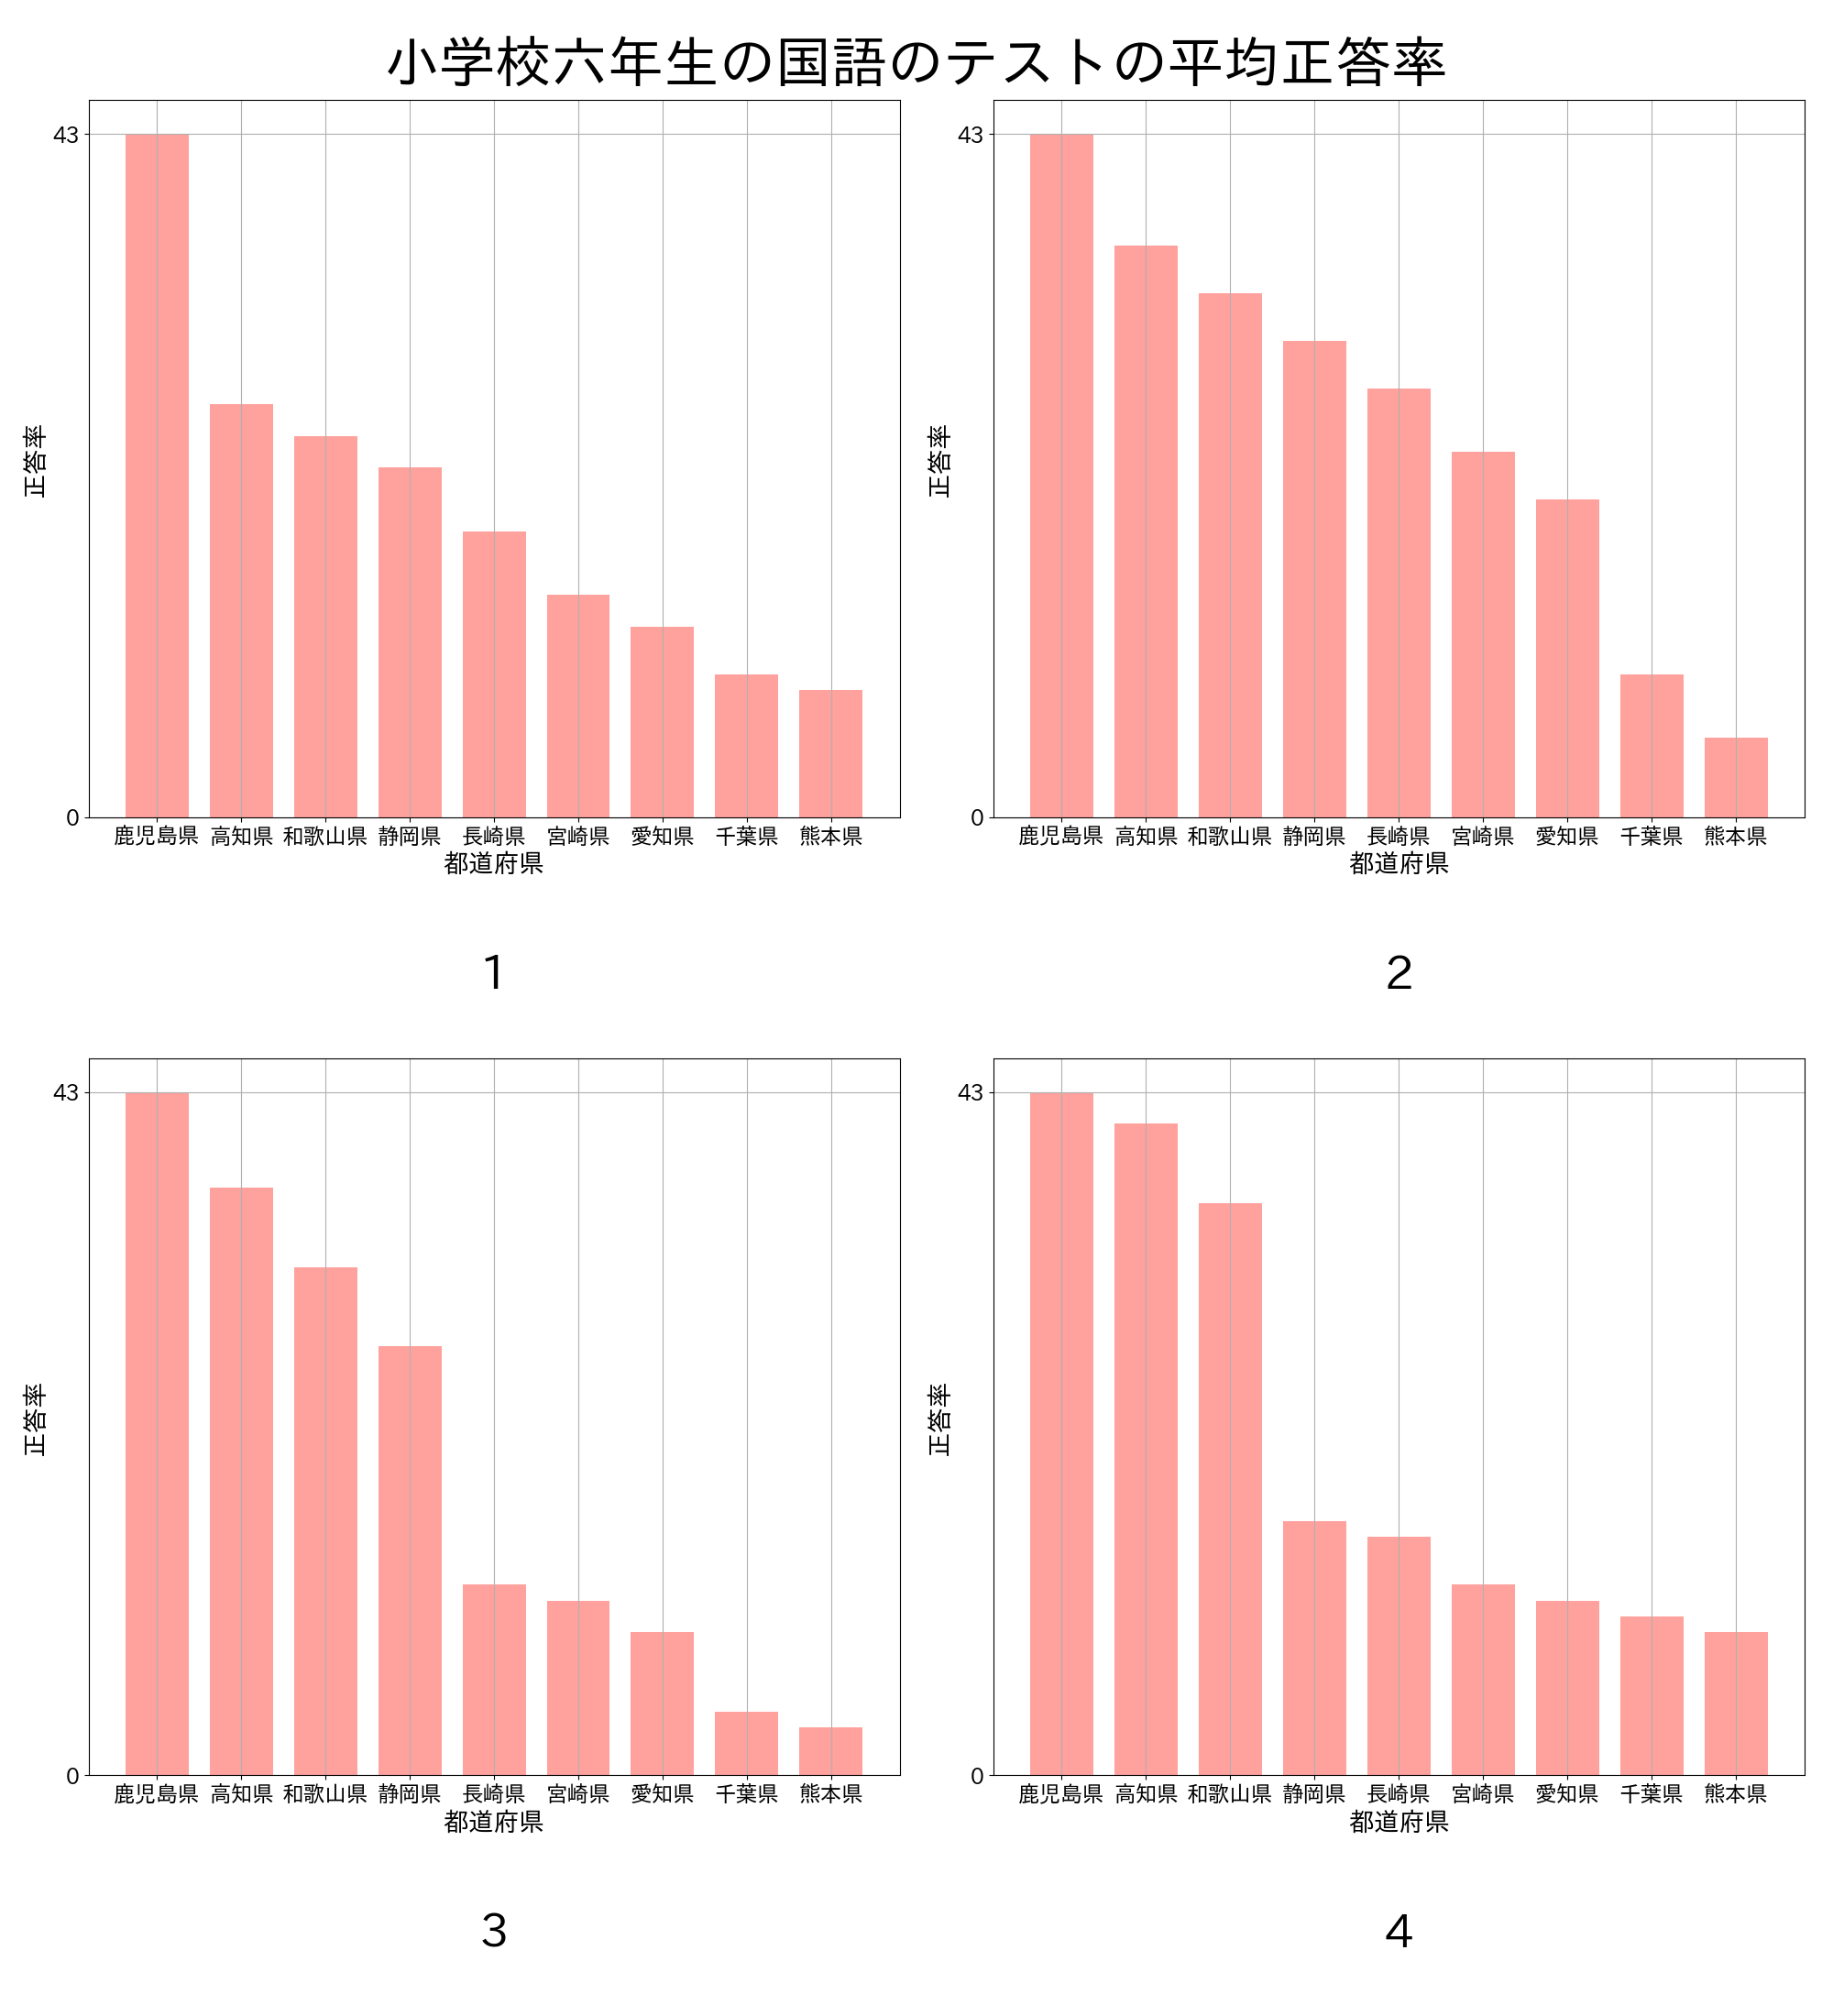 小学校六年生の国語のテストの平均正答率
43
0
正答率
鹿児島県 高知県 和歌山県 静岡県 長崎県 宮崎県 愛知県 千葉県 熊本県
都道府県
1
43
0
正答率
鹿児島県 高知県 和歌山県 静岡県 長崎県 宮崎県 愛知県 千葉県 熊本県
都道府県
2
43
0
正答率
鹿児島県 高知県 和歌山県 静岡県 長崎県 宮崎県 愛知県 千葉県 熊本県
都道府県
3
43
0
正答率
鹿児島県 高知県 和歌山県 静岡県 長崎県 宮崎県 愛知県 千葉県 熊本県
都道府県
4